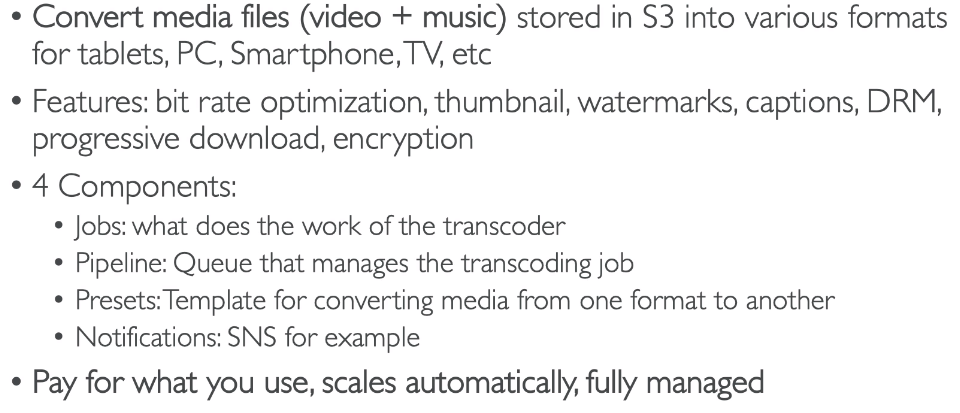 • Convert media files (video + music) stored in S3 into various formats
for tablets, PC, Smartphone, TV, etc
• Features: bit rate optimization, thumbnail, watermarks, captions, DRM,
progressive download, encryption
• 4 Components:
• Jobs: what does the work of the transcoder
• Pipeline: Queue that manages the transcoding job
• Presets: Template for converting media from one format to another
• Notifications: SNS for example
• Pay for what you use, scales automatically, fully managed